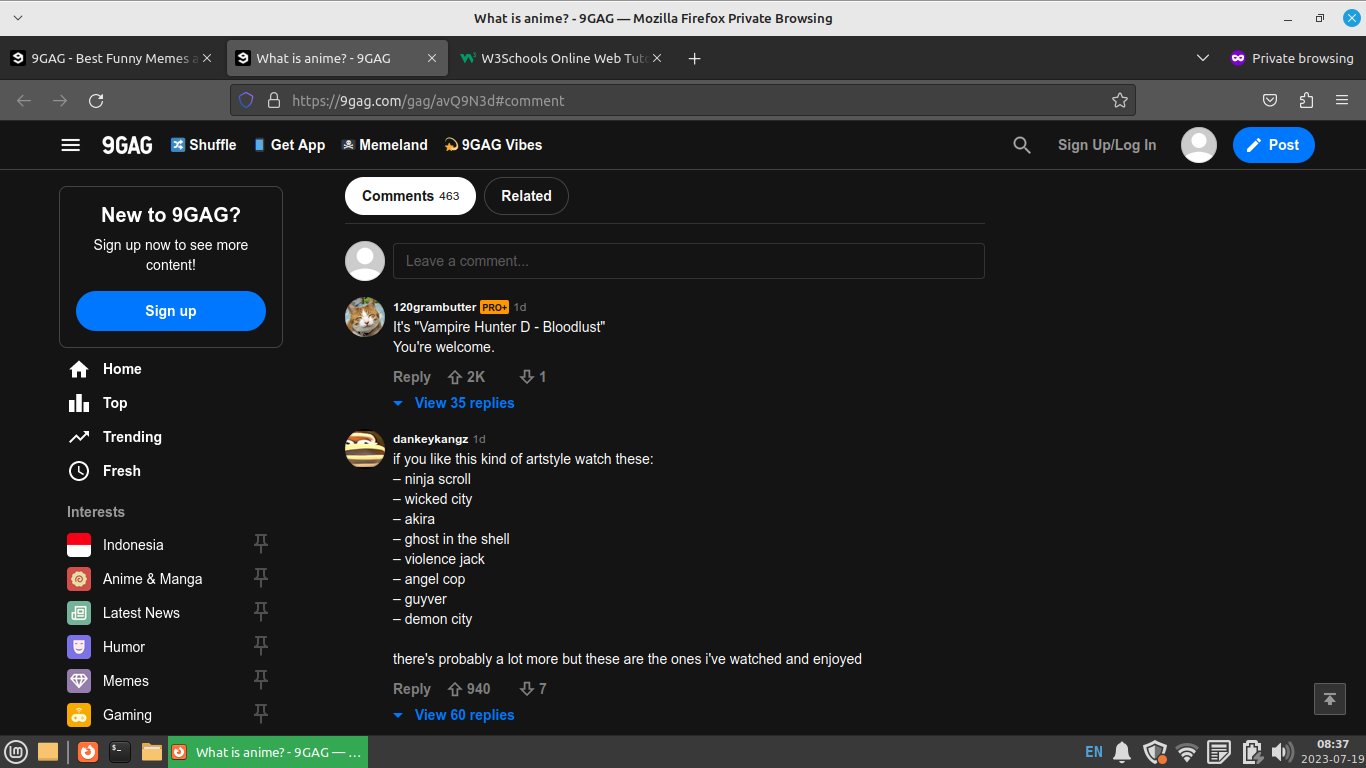 What is anime? - 9GAG — Mozilla Firefox Private Browsing
9GAG - Best Funny Memes a
What is anime? - 9GAG
W3Schools Online Web Tut
Private browsing
https://9gag.com/gag/avQ9N3d#comment
9GAG
Shuffle
Get App
Memeland
9GAG Vibes
Sign Up/Log In
Post
New to 9GAG?
Sign up now to see more
content!
Sign up
Home
Top
Trending
Fresh
Interests
Indonesia
Anime & Manga
Latest News
Humor
Memes
Gaming
Comments 463
Related
Leave a comment...
120grambutter PRO+ 1d
It's "Vampire Hunter D - Bloodlust"
You're welcome.
Reply 2K 1
View 35 replies
dankeykangz 1d
if you like this kind of artstyle watch these:
– ninja scroll
– wicked city
– akira
– ghost in the shell
– violence jack
– angel cop
– guyver
– demon city
there's probably a lot more but these are the ones i've watched and enjoyed
Reply 940 7
View 60 replies
What is anime? - 9GAG — ...
EN
08:37
2023-07-19